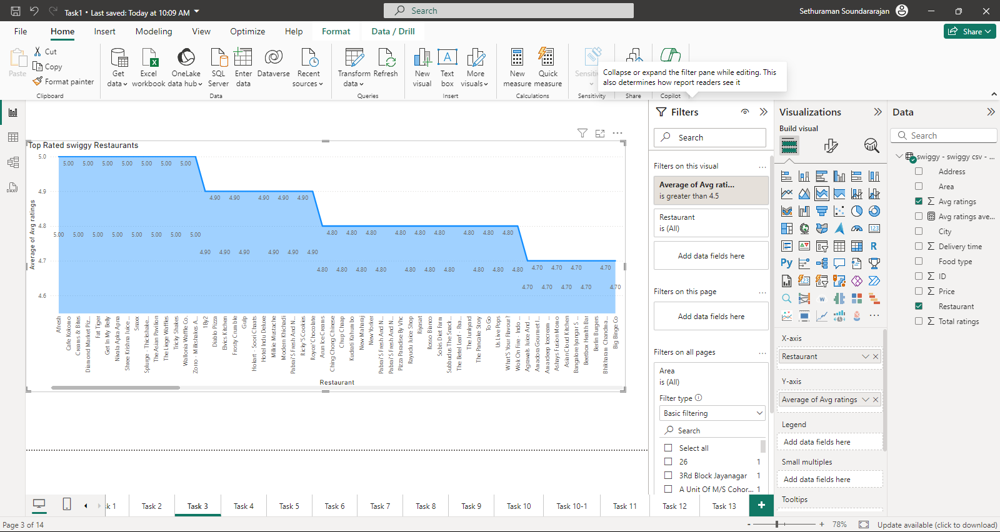 Task1 • Last saved: Today at 10:09 AM
Search
Sethuraman Soundararajan
File
Home
Insert
Modeling
View
Optimize
Help
Format
Data / Drill
Share
Paste
Cut
Copy
Format painter
Clipboard
Get data
Excel workbook
OneLake data hub
SQL Server
Enter data
Dataverse
Recent sources
Data
Transform data
Refresh
Queries
New visual
Text box
More visuals
Insert
New measure
Quick measure
Calculations
Sensitivity
Share
Copilot
Collapse or expand the filter pane while editing. This
also determines how report readers see it
Top Rated swiggy Restaurants
Average of Avg ratings
5.0
4.9
4.8
4.7
4.6
5.00 5.00 5.00 5.00 5.00 5.00 5.00
4.90 4.90 4.90 4.90 4.90
4.80 4.80 4.80 4.80 4.80 4.80 4.80 4.80 4.80
5.00 5.00 5.00 5.00 5.00 5.00 5.00 5.00
4.90 4.90 4.90 4.90 4.90 4.90
4.80 4.80 4.80 4.80 4.80 4.80 4.80 4.80 4.80 4.80
4.70 4.70 4.70 4.70
4.70 4.70 4.70 4.70 4.70
Afresh
Cafe Kokomo
Creams & Bites
Diamond Market Piz...
Fat Tiger
Get In My Belly
Nivala Apka Apna
Shree Krishna Juice ...
Snaxx
Splurge - Thickshake...
The Asian Pavilion
The Liege Waffles
Tricky Shakes
Wallonia Waffle Co.
Zorro - Milkshakes A...
1By2
Diablo Pizza
Elvics Kitchen
Frosty Crumble
Gulp
Hokart - Soori Chaats
Hotel Indu Deluxe
Milkie Mustache
Modern Khichadi
Pabrai'S Fresh And N...
Ricky'S Cookies
Royce'Chocolate
Arun Ice Creams
Ching Chong Chinese
Chup Chaap
Kudrati Kahumbo
New Maharaj
New Yorker
Pabrai'S Fresh And N...
Pabrai'S Fresh And N...
Pizza Paradise By Vhc
Rayudu Juice Shop
Riyasat
Rosso Bianco
Sobis Diet Farm
Subbudus The Snack...
The Betel Leaf - Paa...
The Junkyard
The Pancake Story
To Go
Us Live Pops
What'S Your Flavour?
Wok On Fire - Indo ...
Agrawals Juice And ...
Amadora Gourmet I...
Amardeep Icecream ...
Ashays Fusion Momo
Asian Cloud Kitchen
Bangalore Iyangar S ...
Beetbox Health Bar
Berlin Burgers
Bhikharam Chandma...
Big Binge Co
Restaurant
Filters
Search
Filters on this visual
Average of Avg rati...
is greater than 4.5
Restaurant
is (All)
Add data fields here
Filters on this page
Add data fields here
Filters on all pages
Area
is (All)
Filter type
Basic filtering
Search
Select all
26 1
3Rd Block Jayanagar 1
A Unit Of M/S Cohor... 1
Visualizations
Build visual
123
R
Py
X-axis
Restaurant
Y-axis
Average of Avg ratings
Legend
Add data fields here
Small multiples
Add data fields here
Tooltips
Data
Search
swiggy - swiggy csv - ...
Address
Area
Avg ratings
Avg ratings ave...
City
Delivery time
Food type
ID
Price
Restaurant
Total ratings
sk 1
Task 2
Task 3
Task 4
Task 5
Task 6
Task 7
Task 8
Task 9
Task 10
Task 10-1
Task 11
Task 12
Task 13
Page 3 of 14
78%
Update available (click to download)